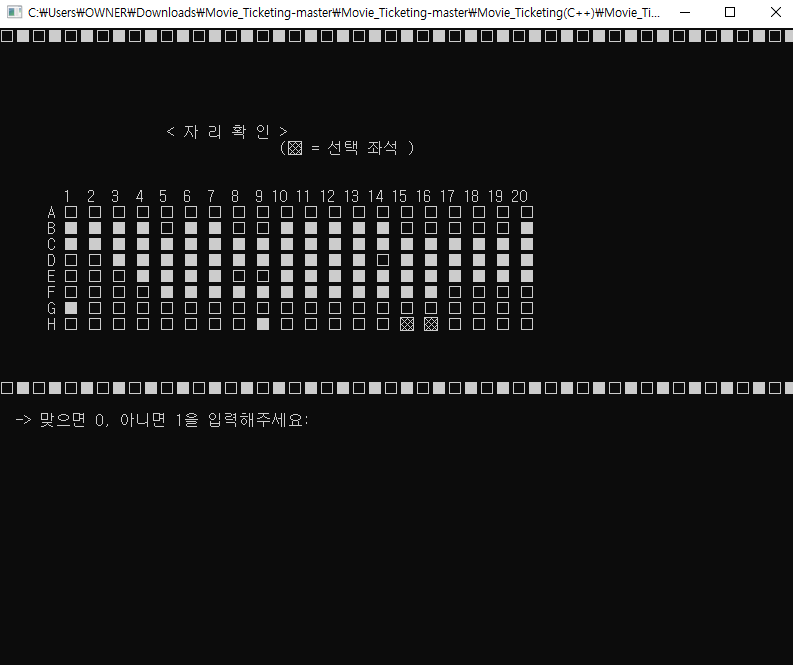 C:₩Users₩OWNER₩Downloads₩Movie_Ticketing-master₩Movie_Ticketing-master₩Movie_Ticketing(C++)₩Movie_Ti...
< 자 리 확 인 >
(▩ = 선택 좌석 )
1 2 3 4 5 6 7 8 9 10 11 12 13 14 15 16 17 18 19 20
A □ □ □ □ □ □ □ □ □ □ □ □ □ □ □ □ □ □ □ □
B ■ ■ ■ ■ □ ■ ■ □ □ ■ ■ ■ ■ ■ □ □ □ □ □ ■
C ■ ■ ■ ■ ■ ■ ■ ■ ■ ■ ■ ■ ■ ■ ■ ■ ■ ■ ■ ■
D □ □ ■ ■ ■ ■ ■ ■ ■ ■ ■ ■ ■ □ ■ ■ ■ ■ ■ ■
E □ □ □ ■ ■ ■ ■ □ □ ■ ■ ■ ■ ■ ■ ■ ■ ■ ■ ■
F □ □ □ □ ■ ■ ■ ■ ■ ■ ■ ■ ■ ■ ■ ■ □ □ □ □
G ■ □ □ □ □ □ □ □ □ □ □ □ □ □ □ □ □ □ □ □
H □ □ □ □ □ □ □ □ ■ □ □ □ □ □ ▩ ▩ □ □ □ □
-> 맞으면 0, 아니면 1을 입력해주세요: